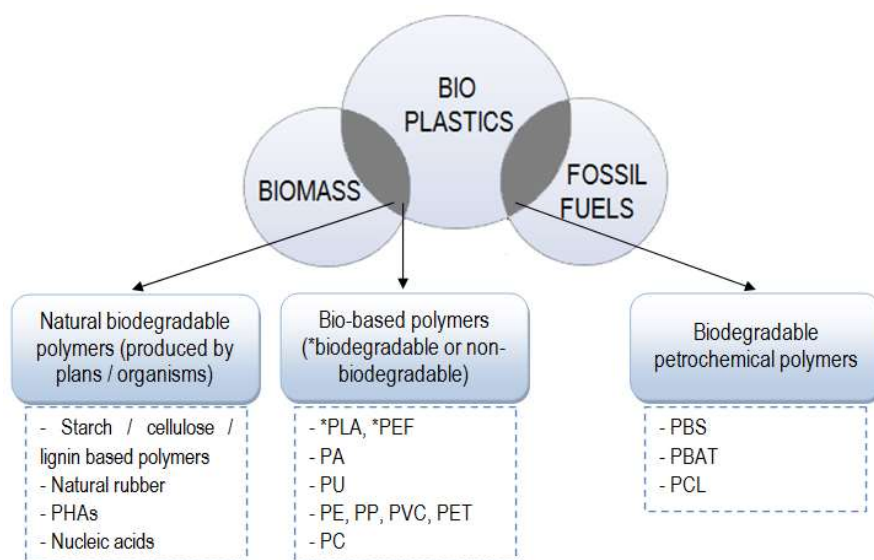 BIO
PLASTICS
BIOMASS
FOSSIL
FUELS
Natural biodegradable
polymers (produced by
plans / organisms)
Bio-based polymers
(*biodegradable or non-
biodegradable)
Biodegradable
petrochemical polymers
- Starch / cellulose /
lignin based polymers
- Natural rubber
- PHAs
- Nucleic acids
- *PLA, *PEF
- PA
- PU
- PE, PP, PVC, PET
- PC
- PBS
- PBAT
- PCL